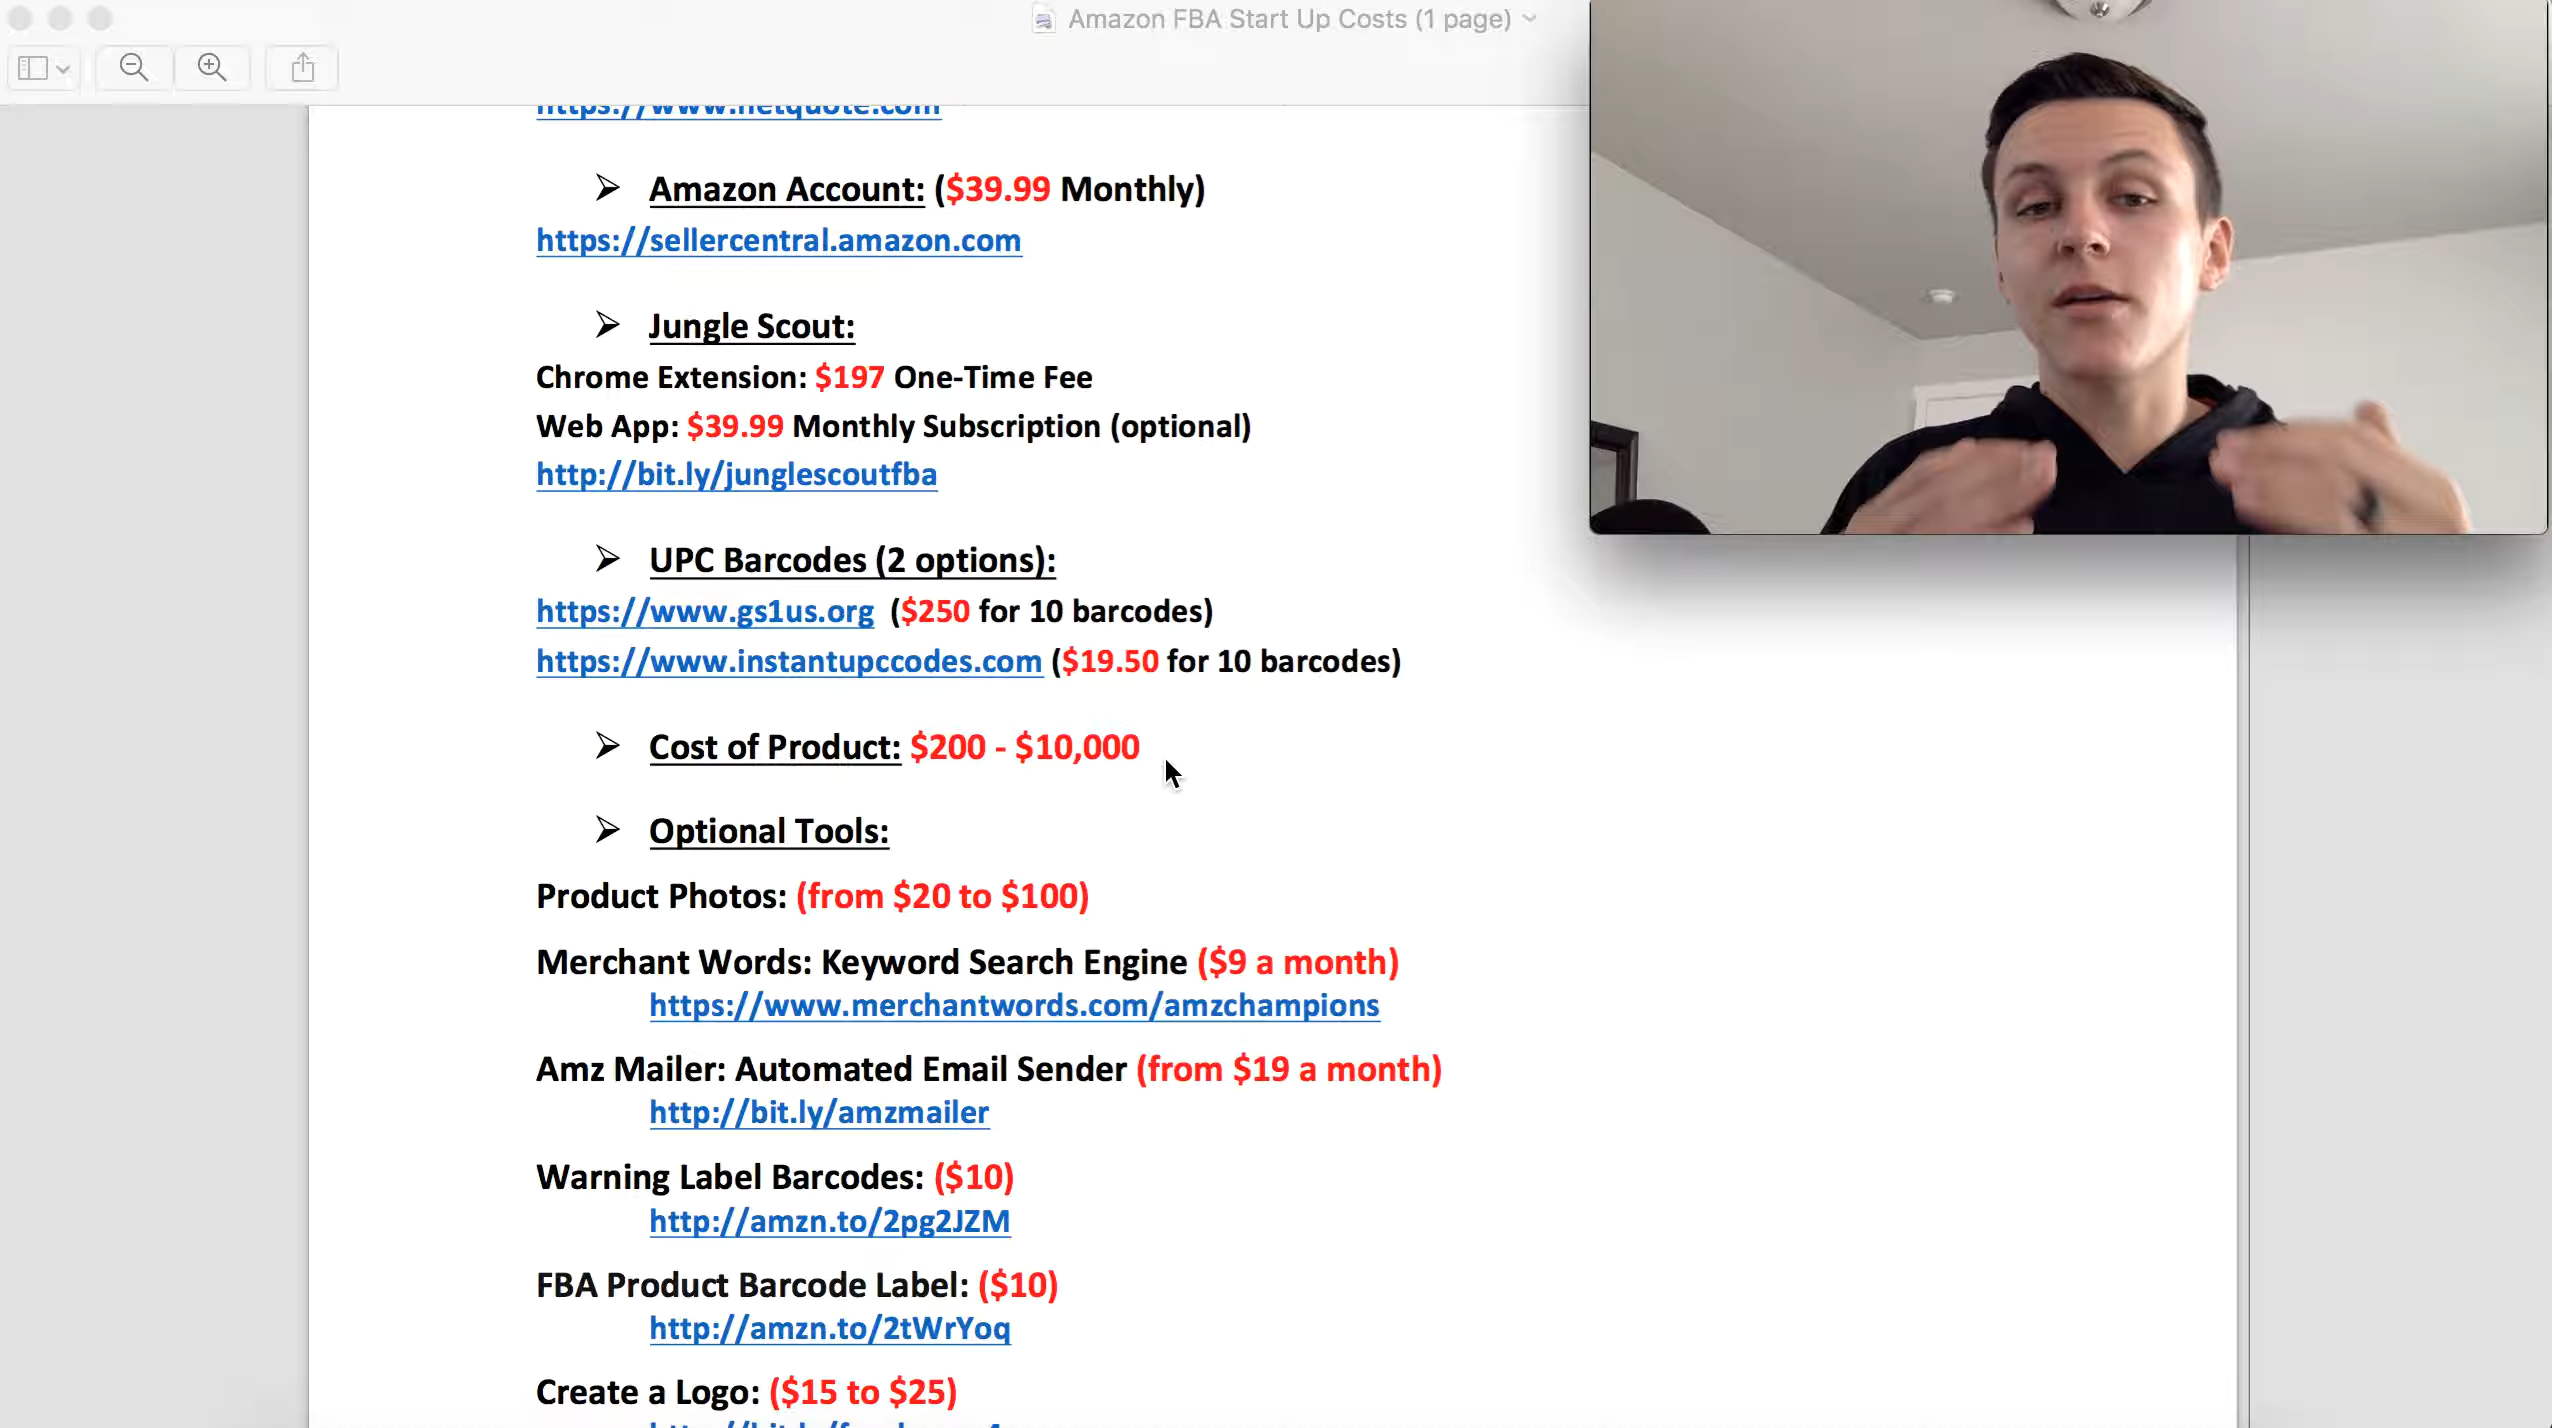 Amazon FBA Start Up Costs (1 page)
https://www.netquote.com
Amazon Account: ($39.99 Monthly)
https://sellercentral.amazon.com
Jungle Scout:
Chrome Extension: $197 One-Time Fee
Web App: $39.99 Monthly Subscription (optional)
http://bit.ly/junglescoutfba
UPC Barcodes (2 options):
https://www.gs1us.org ($250 for 10 barcodes)
https://www.instantupccodes.com ($19.50 for 10 barcodes)
Cost of Product: $200 - $10,000
Optional Tools:
Product Photos: (from $20 to $100)
Merchant Words: Keyword Search Engine ($9 a month)
https://www.merchantwords.com/amzchampions
Amz Mailer: Automated Email Sender (from $19 a month)
http://bit.ly/amzmailer
Warning Label Barcodes: ($10)
http://amzn.to/2pg2JZM
FBA Product Barcode Label: ($10)
http://amzn.to/2tWrYoq
Create a Logo: ($15 to $25)